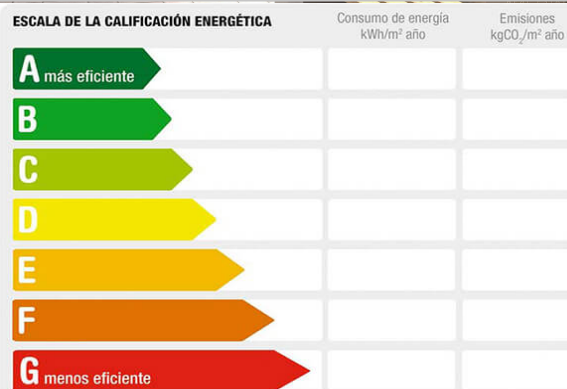 ESCALA DE LA CALIFICACIÓN ENERGÉTICA
Consumo de energía
kWh/m² año
Emisiones
kgCO₂/m² año
A más eficiente
B
C
D
E
F
G menos eficiente